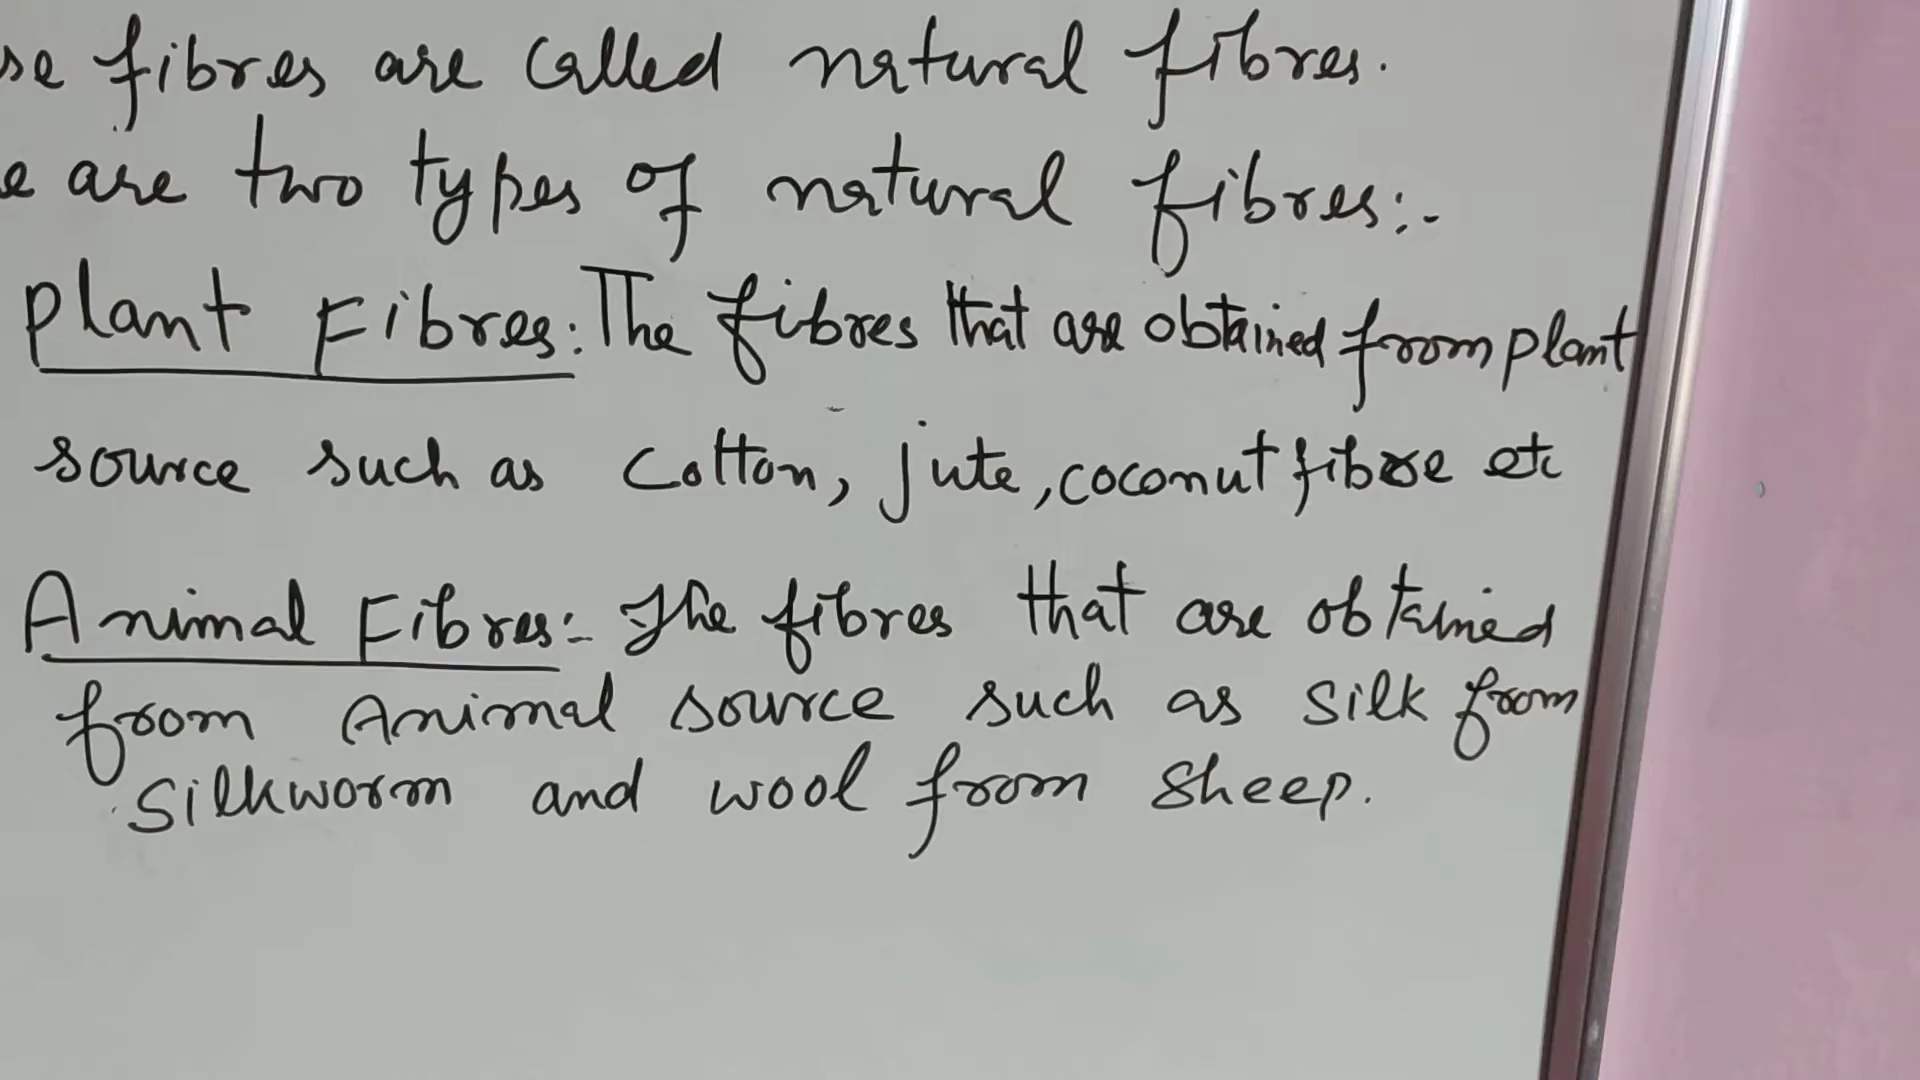 se fibres are called natural fibres.
e are two types of natural fibres:-
Plant Fibres: The fibres that are obtained from plant
source such as cotton, jute, coconut fibre etc
Animal Fibres:- The fibres that are obtained
from Animal source such as silk from
silkworm and wool from sheep.